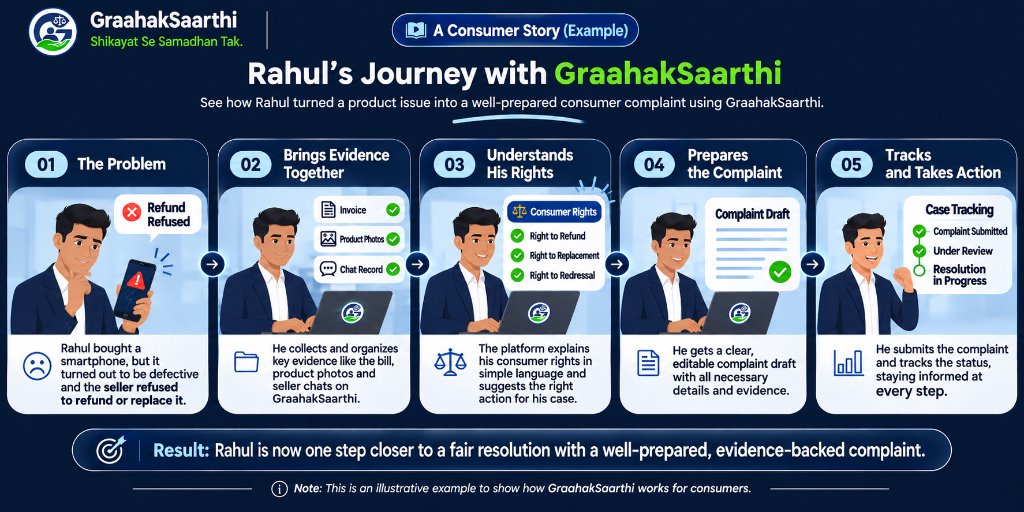 GraahakSaarthi
Shikayat Se Samadhan Tak.
A Consumer Story (Example)
Rahul's Journey with GraahakSaarthi
See how Rahul turned a product issue into a well-prepared consumer complaint using GraahakSaarthi.
01 The Problem
Refund
Refused
Rahul bought a
smartphone, but it
turned out to be defective
and the seller refused
to refund or replace it.
02 Brings Evidence
Together
Invoice
Product Photos
Chat Record
He collects and organizes
key evidence like the bill,
product photos and
seller chats on
GraahakSaarthi.
03 Understands
His Rights
Consumer Rights
Right to Refund
Right to Replacement
Right to Redressal
The platform explains
his consumer rights in
simple language and
suggests the right
action for his case.
04 Prepares
the Complaint
Complaint Draft
He gets a clear,
editable complaint draft
with all necessary
details and evidence.
05 Tracks
and Takes Action
Case Tracking
Complaint Submitted
Under Review
Resolution
in Progress
He submits the complaint
and tracks the status,
staying informed at
every step.
Result: Rahul is now one step closer to a fair resolution with a well-prepared, evidence-backed complaint.
Note: This is an illustrative example to show how GraahakSaarthi works for consumers.